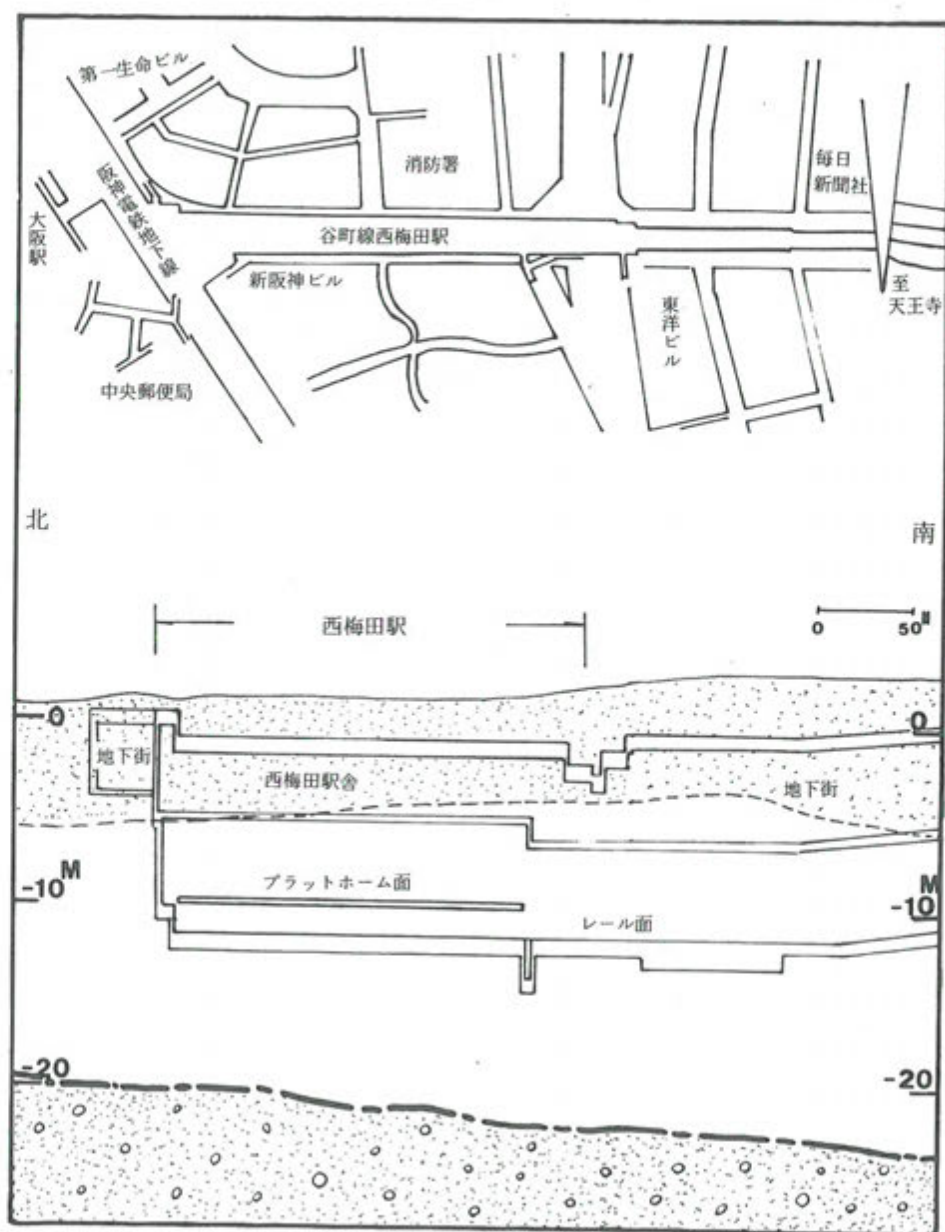 第一生命ビル
消防署
毎日
新聞社
阪神電鉄地下線
大阪駅
谷町線西梅田駅
新阪神ビル
東洋ビル
至
天王寺
中央郵便局
北
南
西梅田駅
0 50M
0
0
地下街
西梅田駅舎
地下街
-10M
M
-10
プラットホーム面
レール面
-20
-20